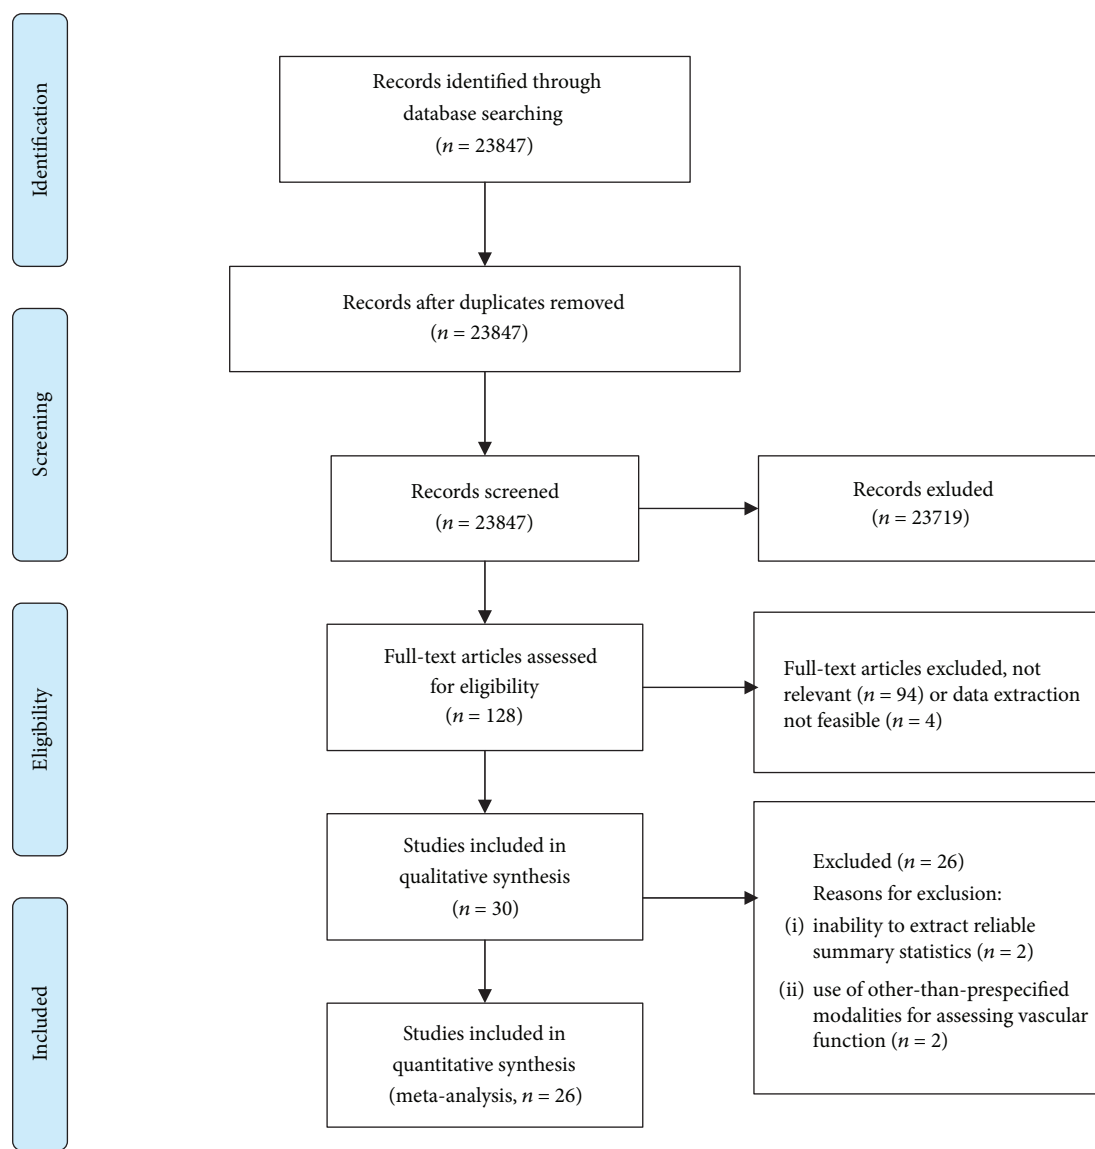 Identification
Records identified through
database searching
(n = 23847)
Records after duplicates removed
(n = 23847)
Screening
Records screened
(n = 23847)
Records exluded
(n = 23719)
Eligibility
Full-text articles assessed
for eligibility
(n = 128)
Full-text articles excluded, not
relevant (n = 94) or data extraction
not feasible (n = 4)
Studies included in
qualitative synthesis
(n = 30)
Excluded (n = 26)
Reasons for exclusion:
(i) inability to extract reliable
summary statistics (n = 2)
(ii) use of other-than-prespecified
modalities for assessing vascular
function (n = 2)
Included
Studies included in
quantitative synthesis
(meta-analysis, n = 26)